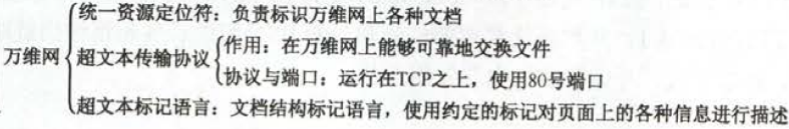 统一资源定位符：负责标识万维网上各种文档
作用：在万维网上能够可靠地交换文件
万维网
超文本传输协议
协议与端口：运行在TCP之上，使用80号端口
超文本标记语言：文档结构标记语言，使用约定的标记对页面上的各种信息进行描述